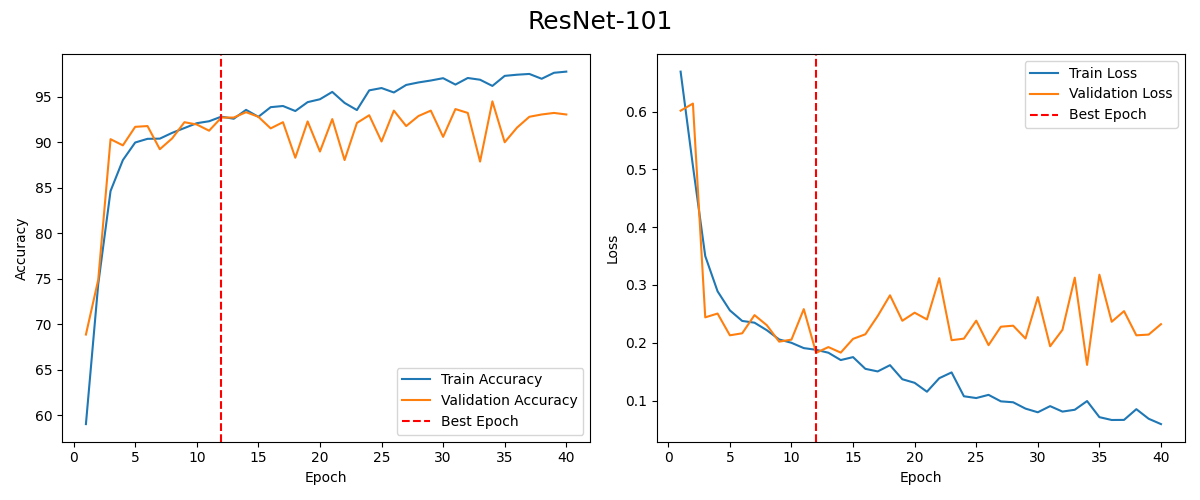 ResNet-101
Accuracy
95
90
85
80
75
70
65
60
0 5 10 15 20 25 30 35 40
Epoch
Train Accuracy
Validation Accuracy
Best Epoch
Loss
0.6
0.5
0.4
0.3
0.2
0.1
0 5 10 15 20 25 30 35 40
Epoch
Train Loss
Validation Loss
Best Epoch